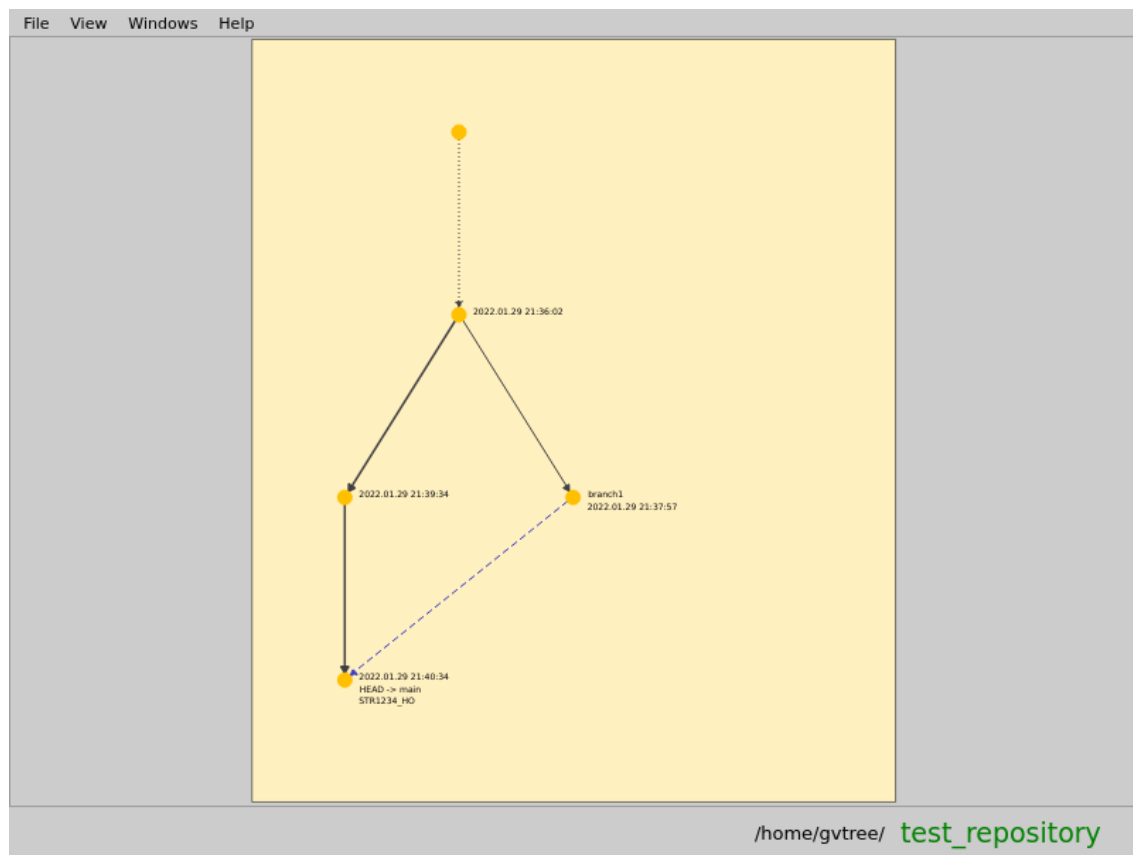 File View Windows Help
2022.01.29 21:36:02
2022.01.29 21:39:34
branch1
2022.01.29 21:37:57
2022.01.29 21:40:34
HEAD -> main
STR1234_HO
/home/gvtree/ test_repository